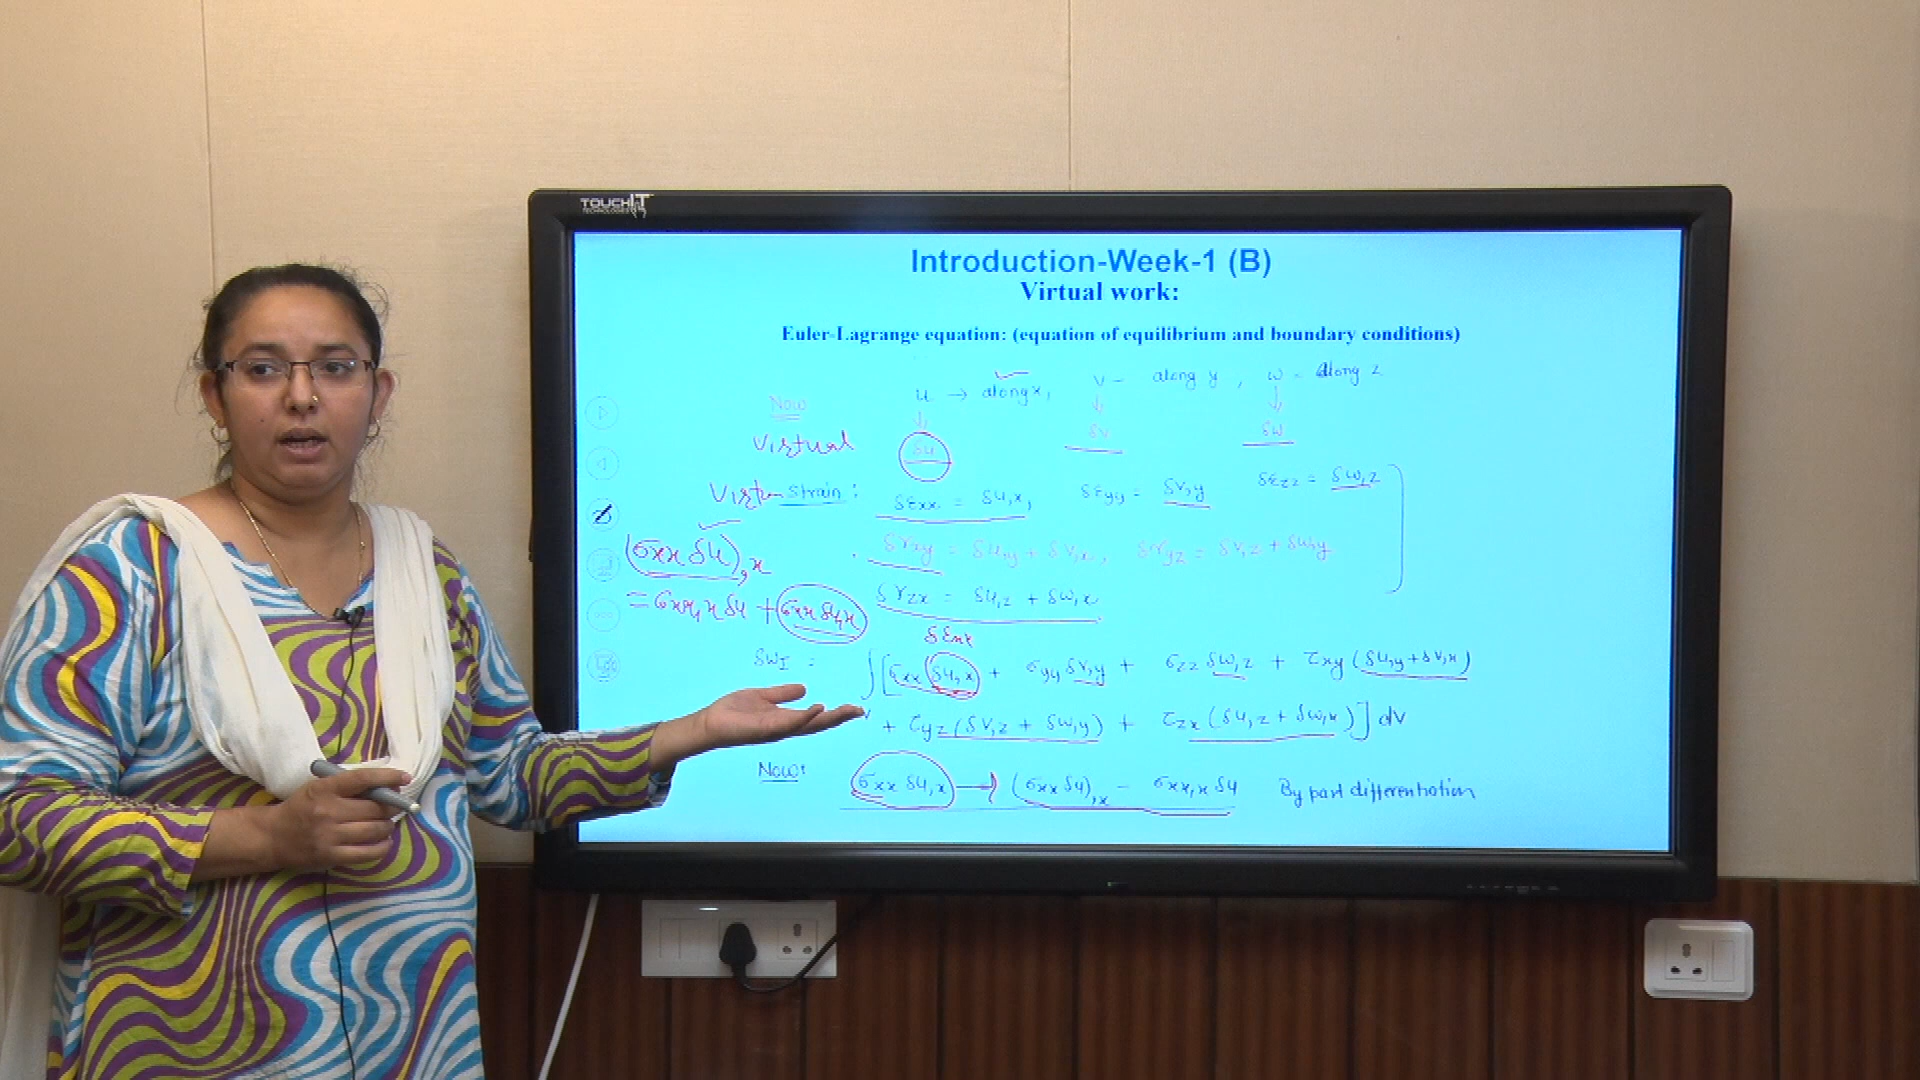 TOUCHIT
TECHNOLOGIES
Introduction-Week-1 (B)
Virtual work:
Euler-Lagrange equation: (equation of equilibrium and boundary conditions)
Now u → along x, v - along y, w - along z
Virtual δu δv δw
Virtu strain: δεxx = δu,x, δεyy = δv,y δεzz = δw,z
δγxy = δu,y + δv,x, δγyz = δv,z + δw,y
δγzx = δu,z + δw,x
(σxx δu),x
= σxx,x δu + σxx δu,x
δεxx
δWI = ∫[σxx δu,x + σyy δv,y + σzz δw,z + τxy (δu,y + δv,x)
V + τyz (δv,z + δw,y) + τzx (δu,z + δw,x)] dV
Now: σxx δu,x → (σxx δu),x - σxx,x δu By part differentiation